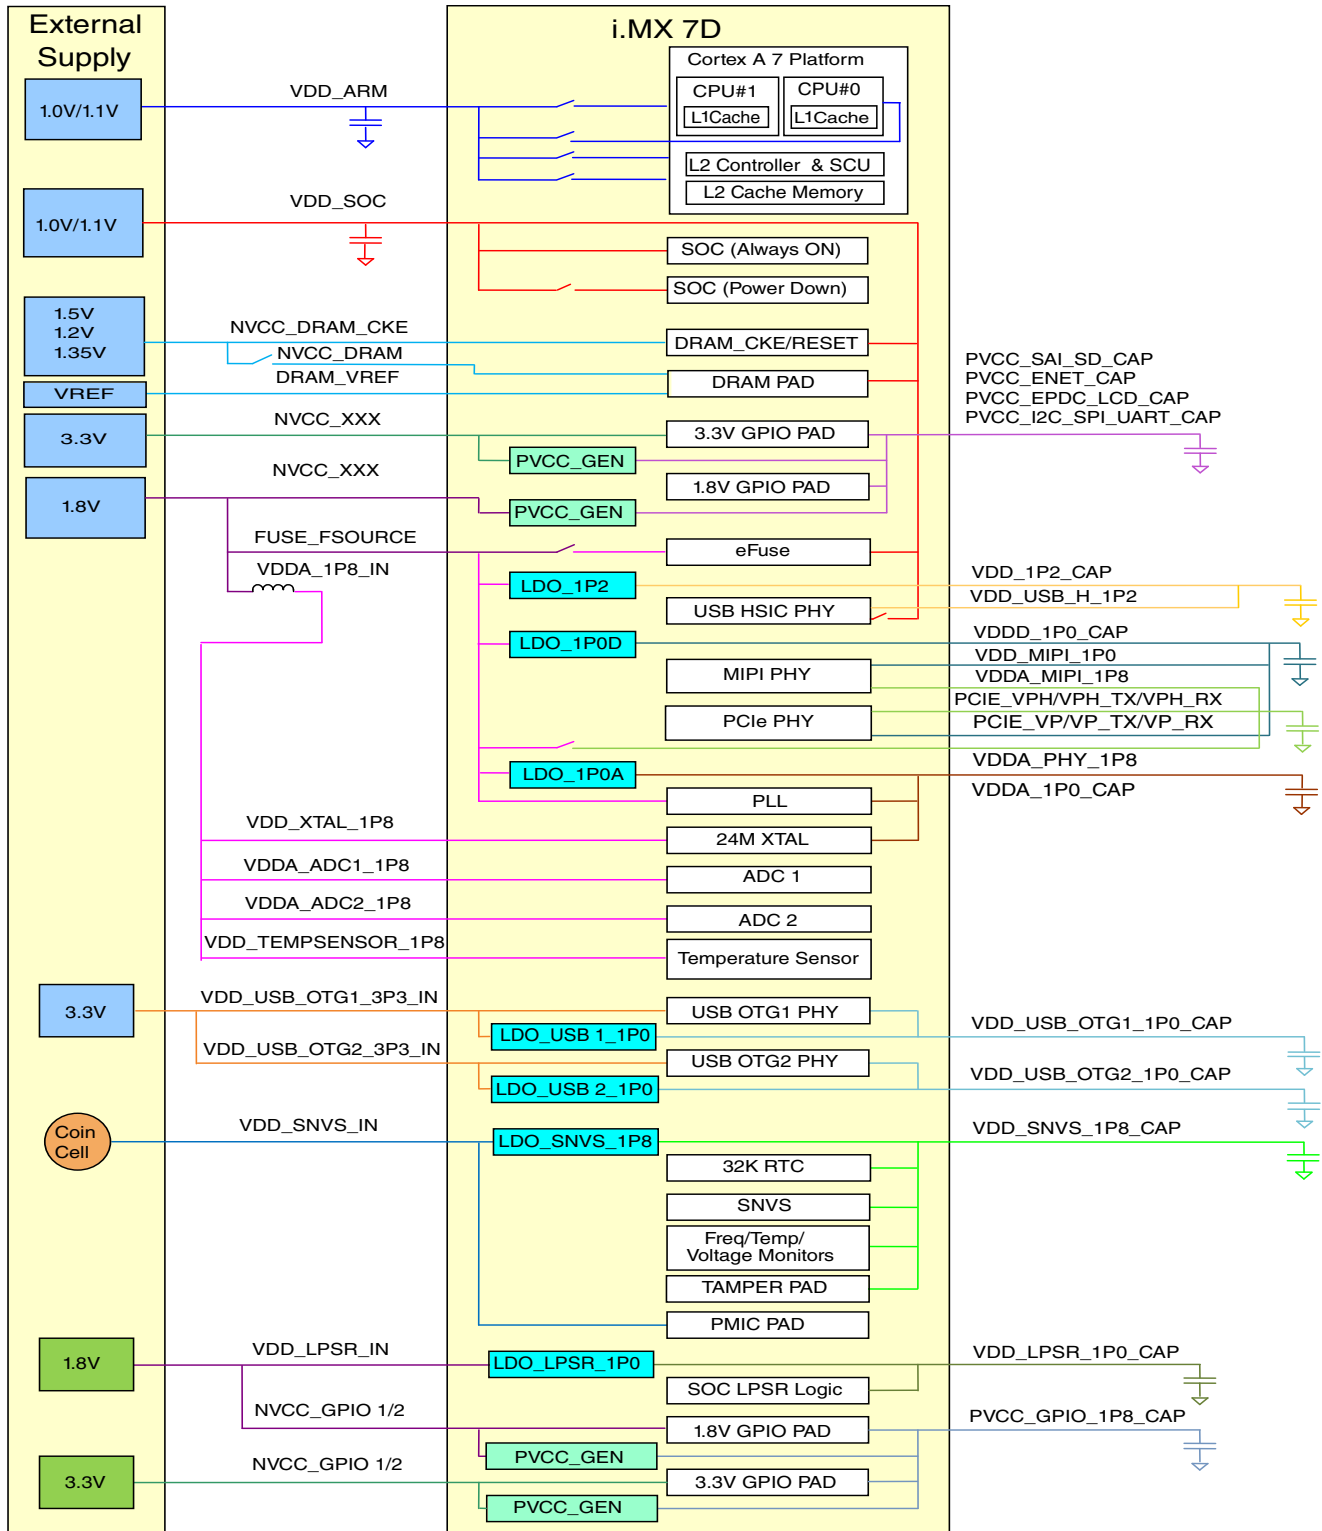 External
Supply
i.MX 7D
Cortex A 7 Platform
CPU#1
CPU#0
L1Cache
L1Cache
L2 Controller & SCU
L2 Cache Memory
1.0V/1.1V
VDD_ARM
1.0V/1.1V
VDD_SOC
SOC (Always ON)
SOC (Power Down)
1.5V
1.2V
1.35V
NVCC_DRAM_CKE
DRAM_CKE/RESET
NVCC_DRAM
DRAM_VREF
DRAM PAD
VREF
PVCC_SAI_SD_CAP
PVCC_ENET_CAP
PVCC_EPDC_LCD_CAP
PVCC_I2C_SPI_UART_CAP
3.3V
NVCC_XXX
3.3V GPIO PAD
PVCC_GEN
NVCC_XXX
1.8V GPIO PAD
1.8V
PVCC_GEN
FUSE_FSOURCE
eFuse
VDDA_1P8_IN
LDO_1P2
VDD_1P2_CAP
VDD_USB_H_1P2
USB HSIC PHY
LDO_1P0D
VDDD_1P0_CAP
VDD_MIPI_1P0
MIPI PHY
VDDA_MIPI_1P8
PCIE_VPH/VPH_TX/VPH_RX
PCIe PHY
PCIE_VP/VP_TX/VP_RX
VDDA_PHY_1P8
LDO_1P0A
VDDA_1P0_CAP
PLL
VDD_XTAL_1P8
24M XTAL
VDDA_ADC1_1P8
ADC 1
VDDA_ADC2_1P8
ADC 2
VDD_TEMPSENSOR_1P8
Temperature Sensor
3.3V
VDD_USB_OTG1_3P3_IN
USB OTG1 PHY
LDO_USB 1_1P0
VDD_USB_OTG1_1P0_CAP
VDD_USB_OTG2_3P3_IN
USB OTG2 PHY
LDO_USB 2_1P0
VDD_USB_OTG2_1P0_CAP
Coin
Cell
VDD_SNVS_IN
LDO_SNVS_1P8
VDD_SNVS_1P8_CAP
32K RTC
SNVS
Freq/Temp/
Voltage Monitors
TAMPER PAD
PMIC PAD
1.8V
VDD_LPSR_IN
LDO_LPSR_1P0
VDD_LPSR_1P0_CAP
SOC LPSR Logic
NVCC_GPIO 1/2
1.8V GPIO PAD
PVCC_GPIO_1P8_CAP
PVCC_GEN
3.3V
NVCC_GPIO 1/2
3.3V GPIO PAD
PVCC_GEN